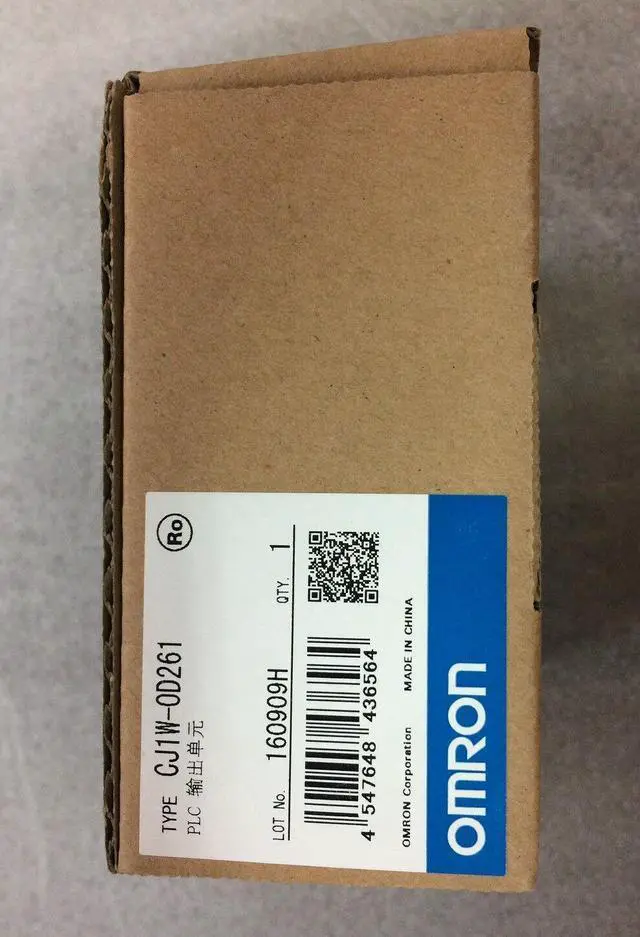 Ro
TYPE CJ1W-OD261
PLC 输出单元
LOT No. 160909H QTY. 1
4 547648 436564
OMRON Corporation MADE IN CHINA
OMRON